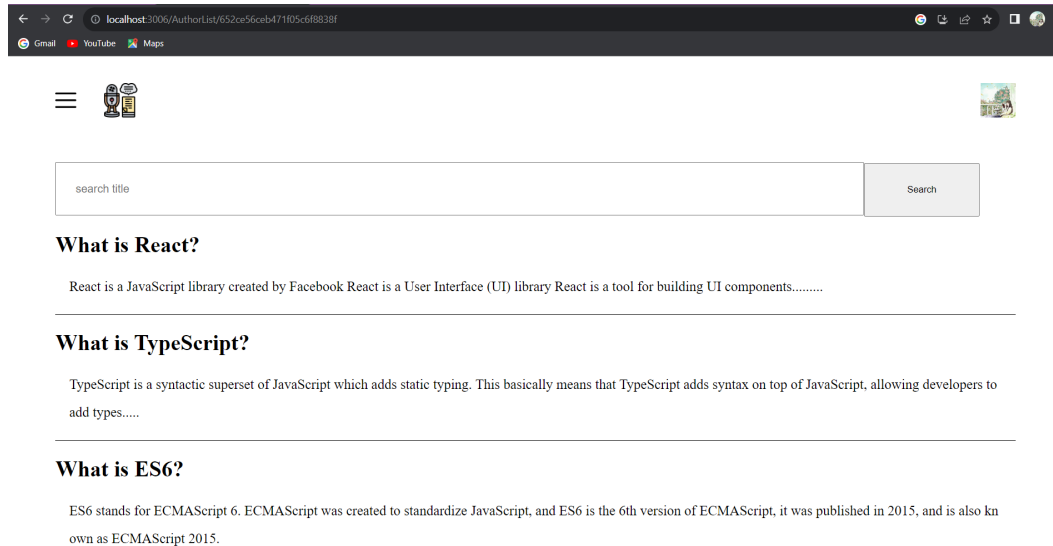 localhost:3006/AuthorList/652ce56ceb471f05c6f8838f
Gmail YouTube Maps
search title Search
What is React?
React is a JavaScript library created by Facebook React is a User Interface (UI) library React is a tool for building UI components.........
What is TypeScript?
TypeScript is a syntactic superset of JavaScript which adds static typing. This basically means that TypeScript adds syntax on top of JavaScript, allowing developers to
add types.....
What is ES6?
ES6 stands for ECMAScript 6. ECMAScript was created to standardize JavaScript, and ES6 is the 6th version of ECMAScript, it was published in 2015, and is also kn
own as ECMAScript 2015.